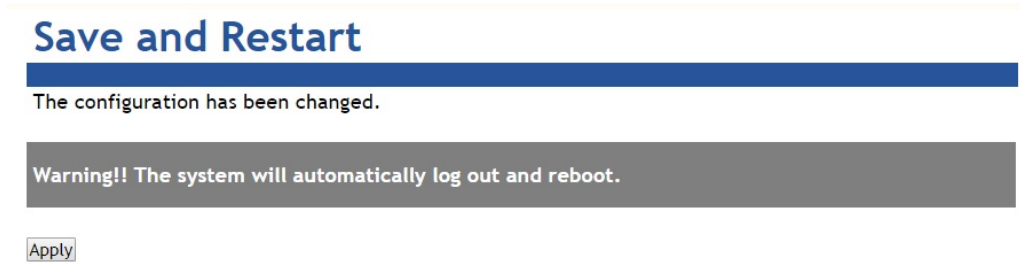 Save and Restart
The configuration has been changed.
Warning!! The system will automatically log out and reboot.
Apply